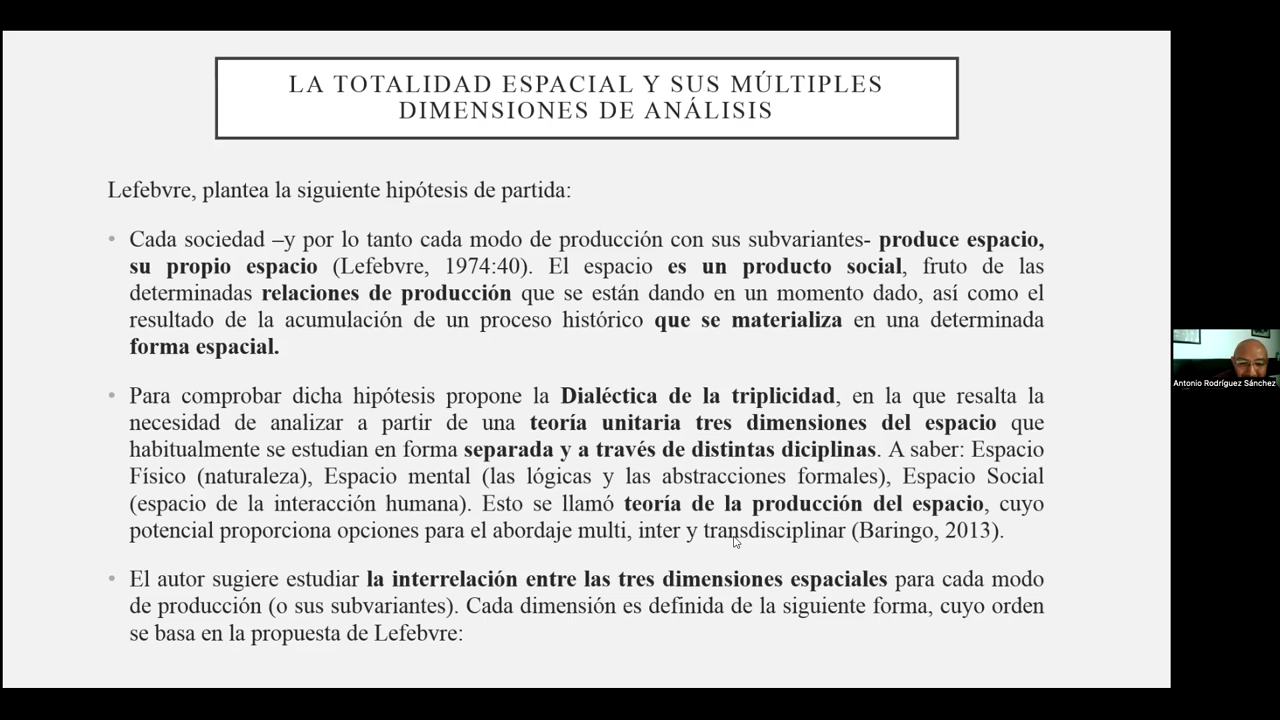 LA TOTALIDAD ESPACIAL Y SUS MÚLTIPLES
DIMENSIONES DE ANÁLISIS
Lefebvre, plantea la siguiente hipótesis de partida:
• Cada sociedad –y por lo tanto cada modo de producción con sus subvariantes- produce espacio,
su propio espacio (Lefebvre, 1974:40). El espacio es un producto social, fruto de las
determinadas relaciones de producción que se están dando en un momento dado, así como el
resultado de la acumulación de un proceso histórico que se materializa en una determinada
forma espacial.
• Para comprobar dicha hipótesis propone la Dialéctica de la triplicidad, en la que resalta la
necesidad de analizar a partir de una teoría unitaria tres dimensiones del espacio que
habitualmente se estudian en forma separada y a través de distintas diciplinas. A saber: Espacio
Físico (naturaleza), Espacio mental (las lógicas y las abstracciones formales), Espacio Social
(espacio de la interacción humana). Esto se llamó teoría de la producción del espacio, cuyo
potencial proporciona opciones para el abordaje multi, inter y transdisciplinar (Baringo, 2013).
• El autor sugiere estudiar la interrelación entre las tres dimensiones espaciales para cada modo
de producción (o sus subvariantes). Cada dimensión es definida de la siguiente forma, cuyo orden
se basa en la propuesta de Lefebvre:
Antonio Rodríguez Sánchez